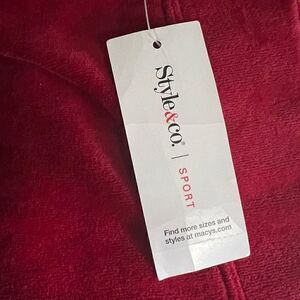 Style&co.® | SPORT
Find more sizes and
styles at macys.com